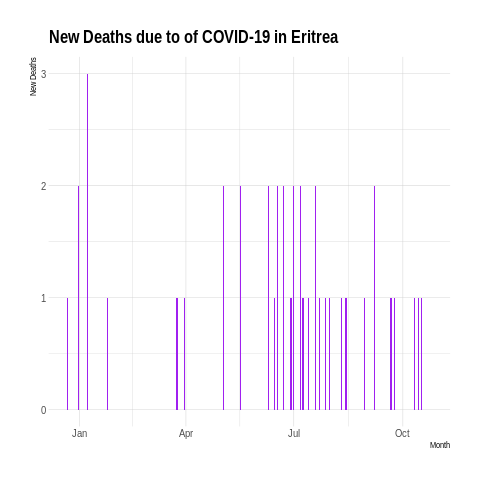 New Deaths due to of COVID-19 in Eritrea
New Deaths
3
2
1
0
Jan Apr Jul Oct
Month